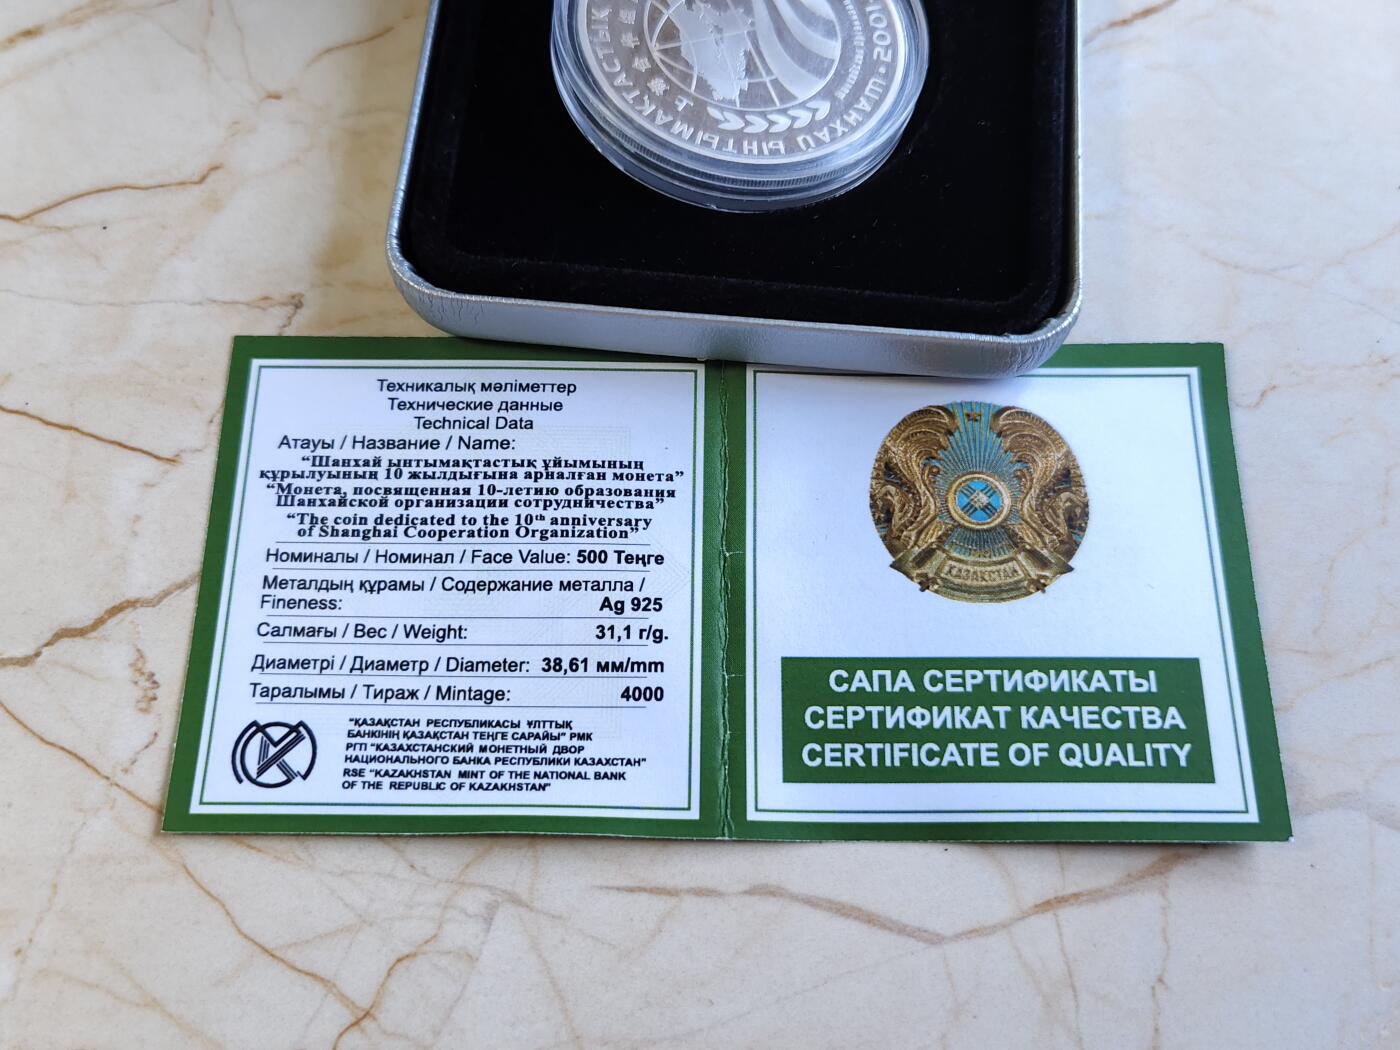 2001
ШАНХАЙ ЫНТЫМАҚТАСТЫҚ
上
Техникалық мәліметтер
Технические данные
Technical Data
Атауы / Название / Name:
“Шанхай ынтымақтастық ұйымының
құрылуының 10 жылдығына арналған монета”
“Монета, посвященная 10-летию образования
Шанхайской организации сотрудничества”
“The coin dedicated to the 10th anniversary
of Shanghai Cooperation Organization”
Номиналы / Номинал / Face Value: 500 Теңге
Металдың құрамы / Содержание металла /
Fineness: Ag 925
Салмағы / Вес / Weight: 31,1 г/g.
Диаметрі / Диаметр / Diameter: 38,61 мм/mm
Таралымы / Тираж / Mintage: 4000
“ҚАЗАҚСТАН РЕСПУБЛИКАСЫ ҰЛТТЫҚ
БАНКІНІҢ ҚАЗАҚСТАН ТЕҢГЕ САРАЙЫ” РМК
РГП “КАЗАХСТАНСКИЙ МОНЕТНЫЙ ДВОР
НАЦИОНАЛЬНОГО БАНКА РЕСПУБЛИКИ КАЗАХСТАН”
RSE “KAZAKHSTAN MINT OF THE NATIONAL BANK
OF THE REPUBLIC OF KAZAKHSTAN”
ҚАЗАҚСТАН
САПА СЕРТИФИКАТЫ
СЕРТИФИКАТ КАЧЕСТВА
CERTIFICATE OF QUALITY